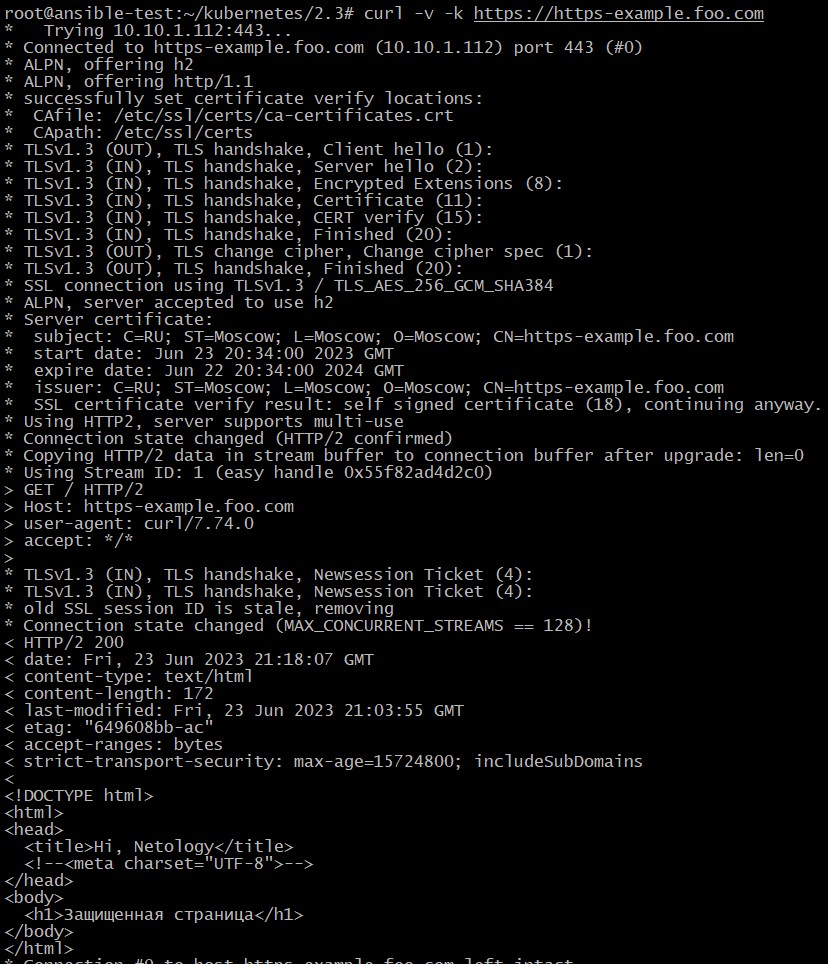 root@ansible-test:~/kubernetes/2.3# curl -v -k https://https-example.foo.com
*   Trying 10.10.1.112:443...
* Connected to https-example.foo.com (10.10.1.112) port 443 (#0)
* ALPN, offering h2
* ALPN, offering http/1.1
* successfully set certificate verify locations:
*  CAfile: /etc/ssl/certs/ca-certificates.crt
*  CApath: /etc/ssl/certs
* TLSv1.3 (OUT), TLS handshake, Client hello (1):
* TLSv1.3 (IN), TLS handshake, Server hello (2):
* TLSv1.3 (IN), TLS handshake, Encrypted Extensions (8):
* TLSv1.3 (IN), TLS handshake, Certificate (11):
* TLSv1.3 (IN), TLS handshake, CERT verify (15):
* TLSv1.3 (IN), TLS handshake, Finished (20):
* TLSv1.3 (OUT), TLS change cipher, Change cipher spec (1):
* TLSv1.3 (OUT), TLS handshake, Finished (20):
* SSL connection using TLSv1.3 / TLS_AES_256_GCM_SHA384
* ALPN, server accepted to use h2
* Server certificate:
*  subject: C=RU; ST=Moscow; L=Moscow; O=Moscow; CN=https-example.foo.com
*  start date: Jun 23 20:34:00 2023 GMT
*  expire date: Jun 22 20:34:00 2024 GMT
*  issuer: C=RU; ST=Moscow; L=Moscow; O=Moscow; CN=https-example.foo.com
*  SSL certificate verify result: self signed certificate (18), continuing anyway.
* Using HTTP2, server supports multi-use
* Connection state changed (HTTP/2 confirmed)
* Copying HTTP/2 data in stream buffer to connection buffer after upgrade: len=0
* Using Stream ID: 1 (easy handle 0x55f82ad4d2c0)
> GET / HTTP/2
> Host: https-example.foo.com
> user-agent: curl/7.74.0
> accept: */*
>
* TLSv1.3 (IN), TLS handshake, Newsession Ticket (4):
* TLSv1.3 (IN), TLS handshake, Newsession Ticket (4):
* old SSL session ID is stale, removing
* Connection state changed (MAX_CONCURRENT_STREAMS == 128)!
< HTTP/2 200
< date: Fri, 23 Jun 2023 21:18:07 GMT
< content-type: text/html
< content-length: 172
< last-modified: Fri, 23 Jun 2023 21:03:55 GMT
< etag: "649608bb-ac"
< accept-ranges: bytes
< strict-transport-security: max-age=15724800; includeSubDomains
<
<!DOCTYPE html>
<html>
<head>
  <title>Hi, Netology</title>
  <!--<meta charset="UTF-8">-->
</head>
<body>
  <h1>Защищенная страница</h1>
</body>
</html>
* Connection #0 to host https-example.foo.com left intact